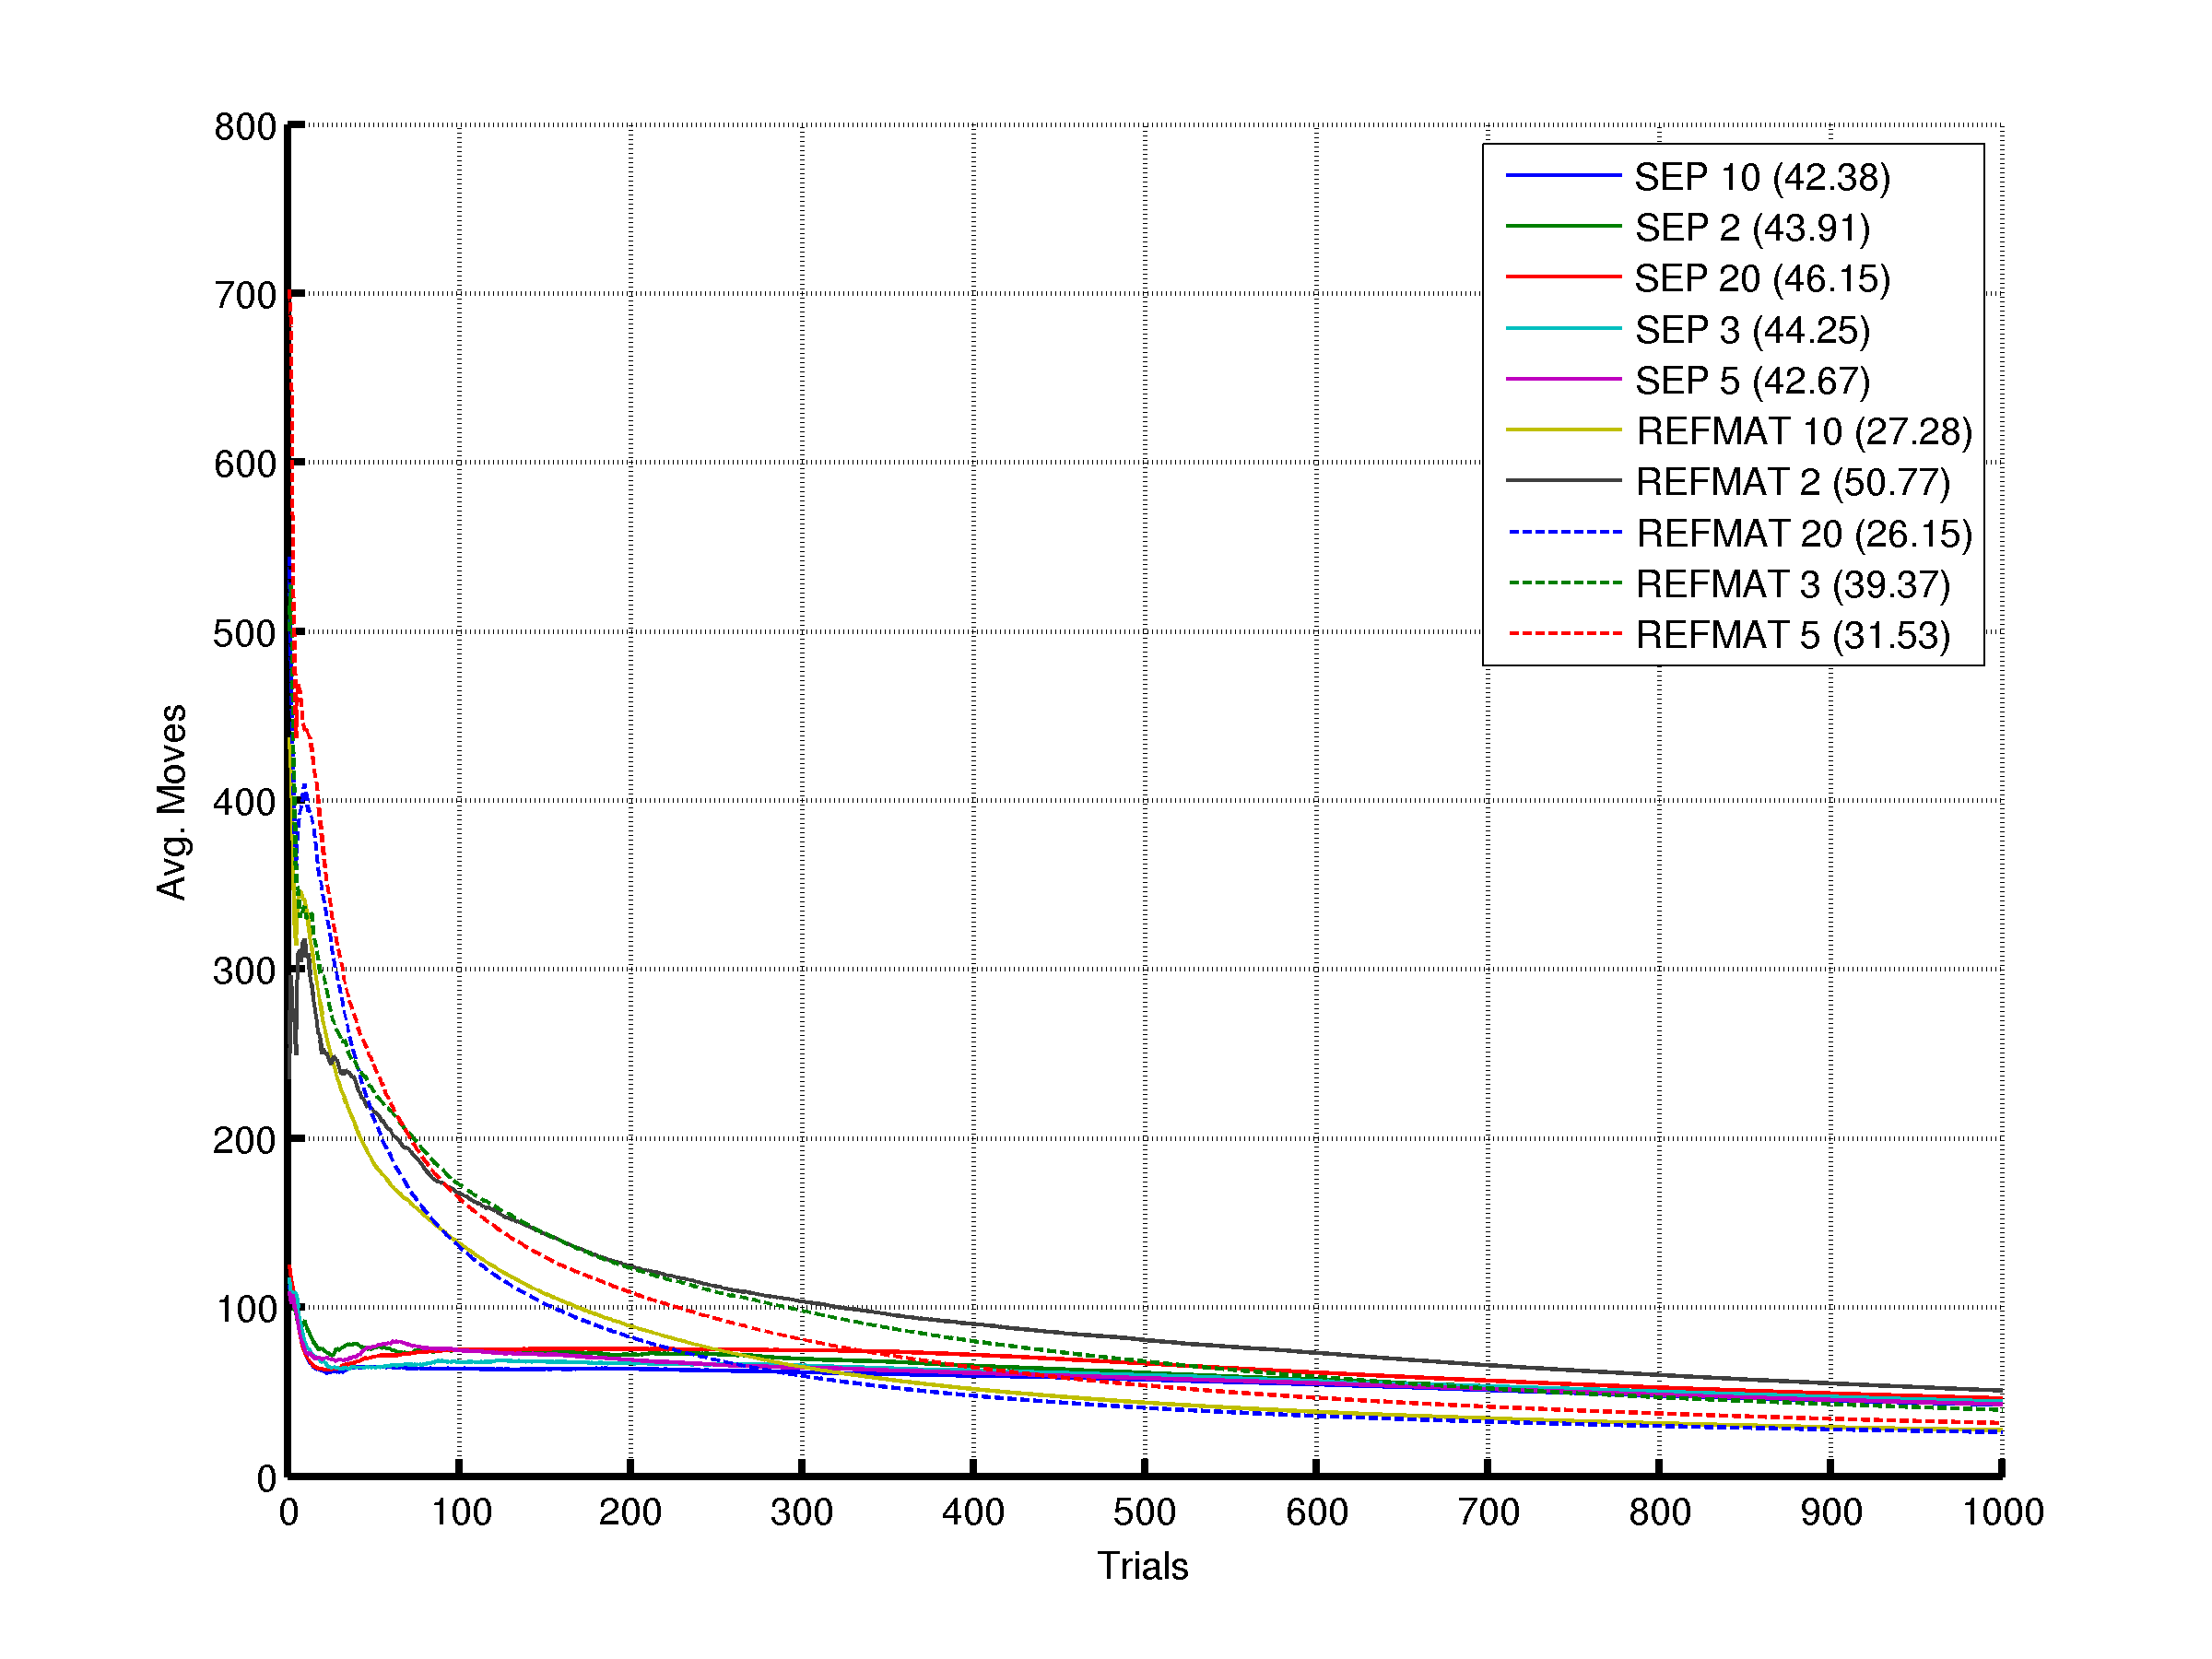 800
700
600
500
400
300
200
100
0
Avg. Moves
0 100 200 300 400 500 600 700 800 900 1000
Trials
SEP 10 (42.38)
SEP 2 (43.91)
SEP 20 (46.15)
SEP 3 (44.25)
SEP 5 (42.67)
REFMAT 10 (27.28)
REFMAT 2 (50.77)
REFMAT 20 (26.15)
REFMAT 3 (39.37)
REFMAT 5 (31.53)